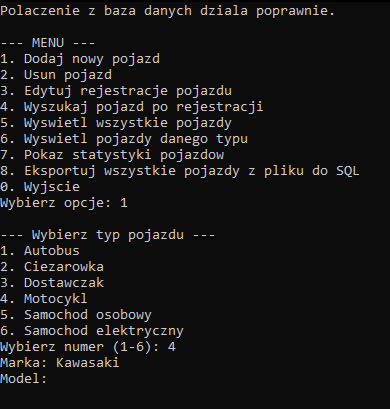 Polaczenie z baza danych dziala poprawnie.
--- MENU ---
1. Dodaj nowy pojazd
2. Usun pojazd
3. Edytuj rejestracje pojazdu
4. Wyszukaj pojazd po rejestracji
5. Wyswietl wszystkie pojazdy
6. Wyswietl pojazdy danego typu
7. Pokaz statystyki pojazdow
8. Eksportuj wszystkie pojazdy z pliku do SQL
0. Wyjscie
Wybierz opcje: 1
--- Wybierz typ pojazdu ---
1. Autobus
2. Ciezarowka
3. Dostawczak
4. Motocykl
5. Samochod osobowy
6. Samochod elektryczny
Wybierz numer (1-6): 4
Marka: Kawasaki
Model: